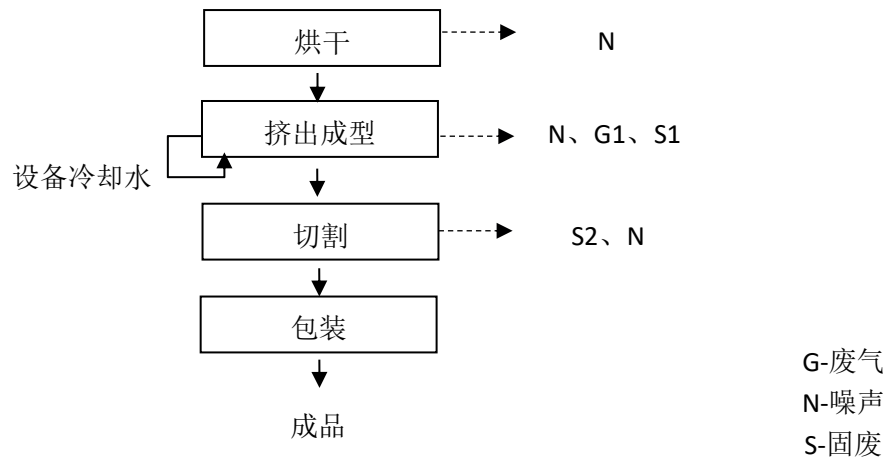 烘干
N
挤出成型
N、G1、S1
设备冷却水
切割
S2、N
包装
成品
G-废气
N-噪声
S-固废